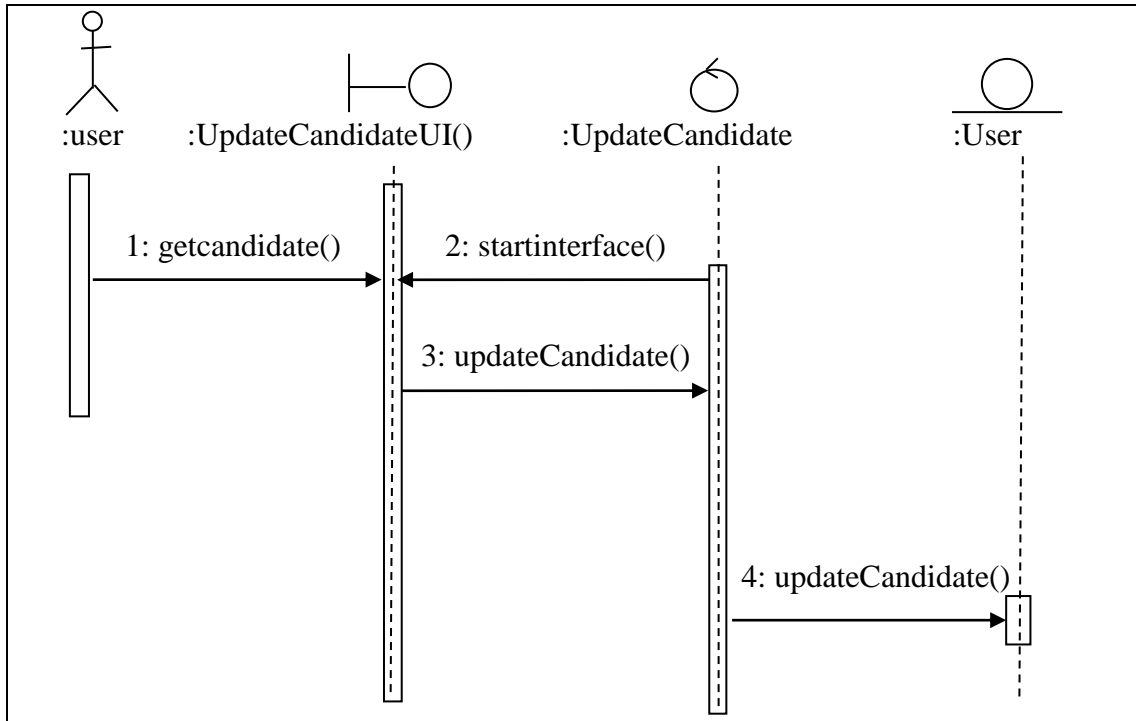 :user :UpdateCandidateUI() :UpdateCandidate :User
1: getcandidate() 2: startinterface()
3: updateCandidate()
4: updateCandidate()